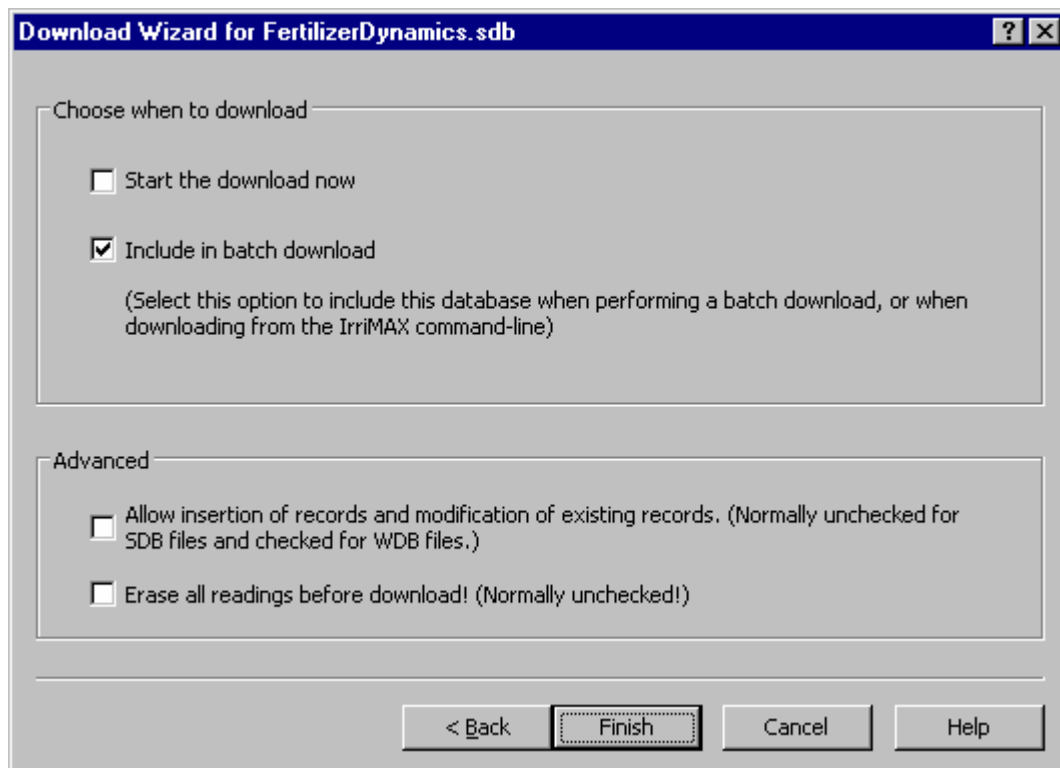 Download Wizard for FertilizerDynamics.sdb
Choose when to download
Start the download now
Include in batch download
(Select this option to include this database when performing a batch download, or when
downloading from the IrriMAX command-line)
Advanced
Allow insertion of records and modification of existing records. (Normally unchecked for
SDB files and checked for WDB files.)
Erase all readings before download! (Normally unchecked!)
< Back Finish Cancel Help